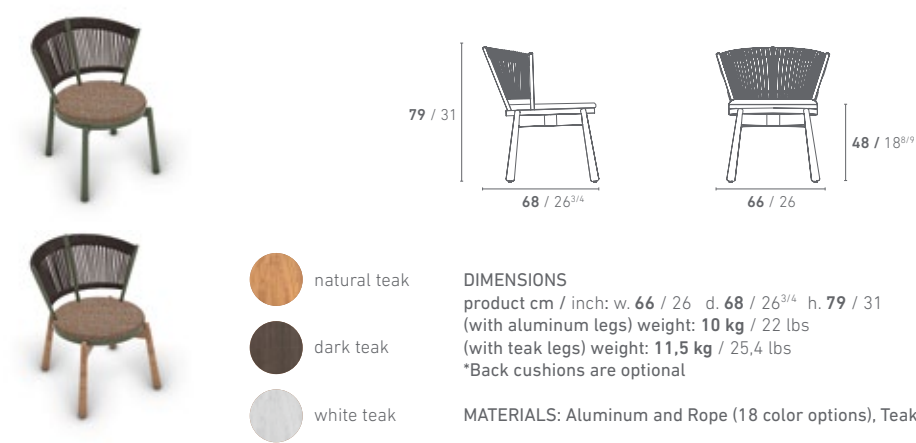 79 / 31
48 / 18 8/9
68 / 26 3/4
66 / 26
natural teak
dark teak
white teak
DIMENSIONS
product cm / inch: w. 66 / 26 d. 68 / 26 3/4 h. 79 / 31
(with aluminum legs) weight: 10 kg / 22 lbs
(with teak legs) weight: 11,5 kg / 25,4 lbs
*Back cushions are optional
MATERIALS: Aluminum and Rope (18 color options), Teak